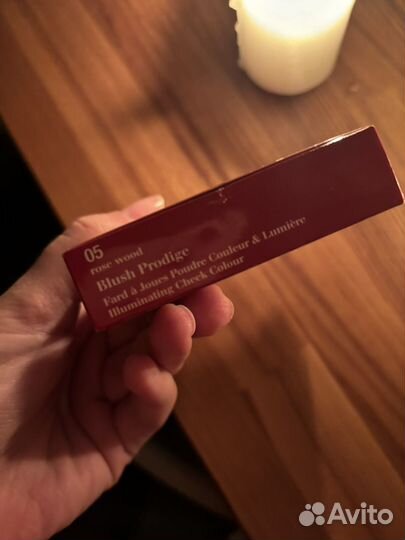 05
rose wood
Blush Prodige
Fard à Joues Poudre Couleur & Lumière
Illuminating Cheek Colour
Avito